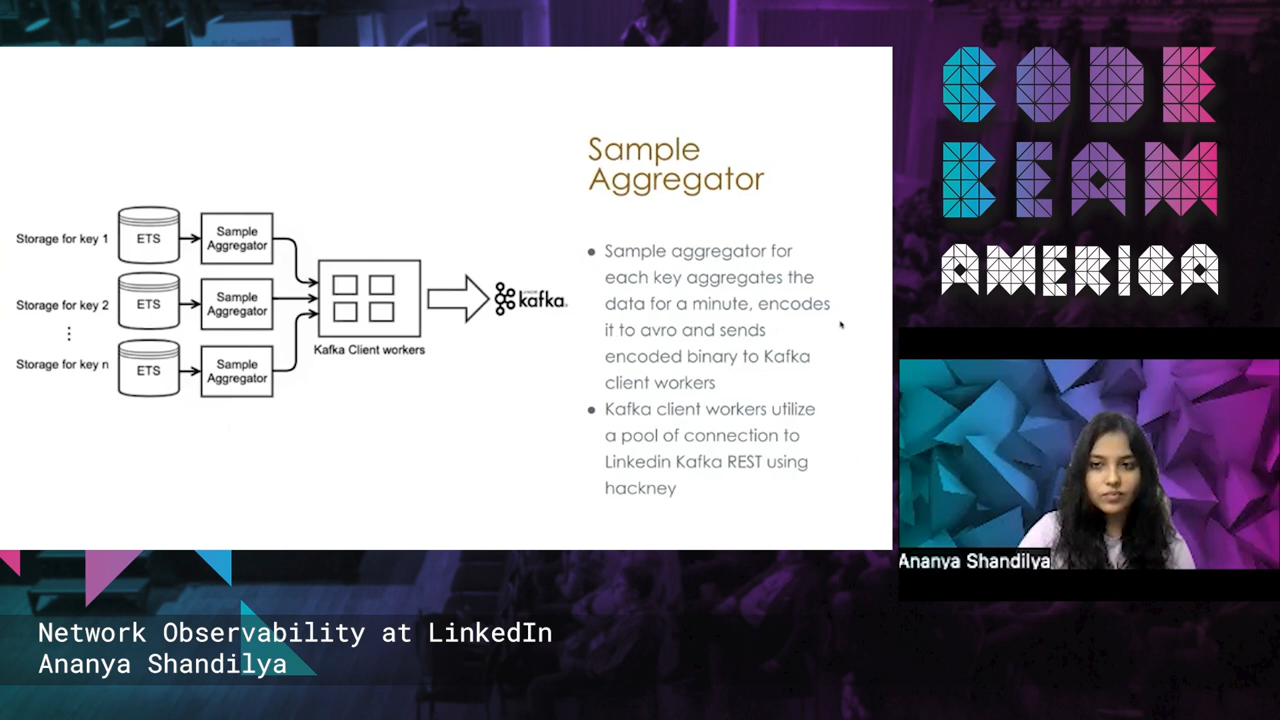 CODE
BEAM
AMERICA
Sample
Aggregator
Storage for key 1
ETS
Sample
Aggregator
Storage for key 2
ETS
Sample
Aggregator
Storage for key n
ETS
Sample
Aggregator
Kafka Client workers
kafka
Sample aggregator for
each key aggregates the
data for a minute, encodes
it to avro and sends
encoded binary to Kafka
client workers
Kafka client workers utilize
a pool of connection to
Linkedin Kafka REST using
hackney
Ananya Shandilya
Network Observability at LinkedIn
Ananya Shandilya